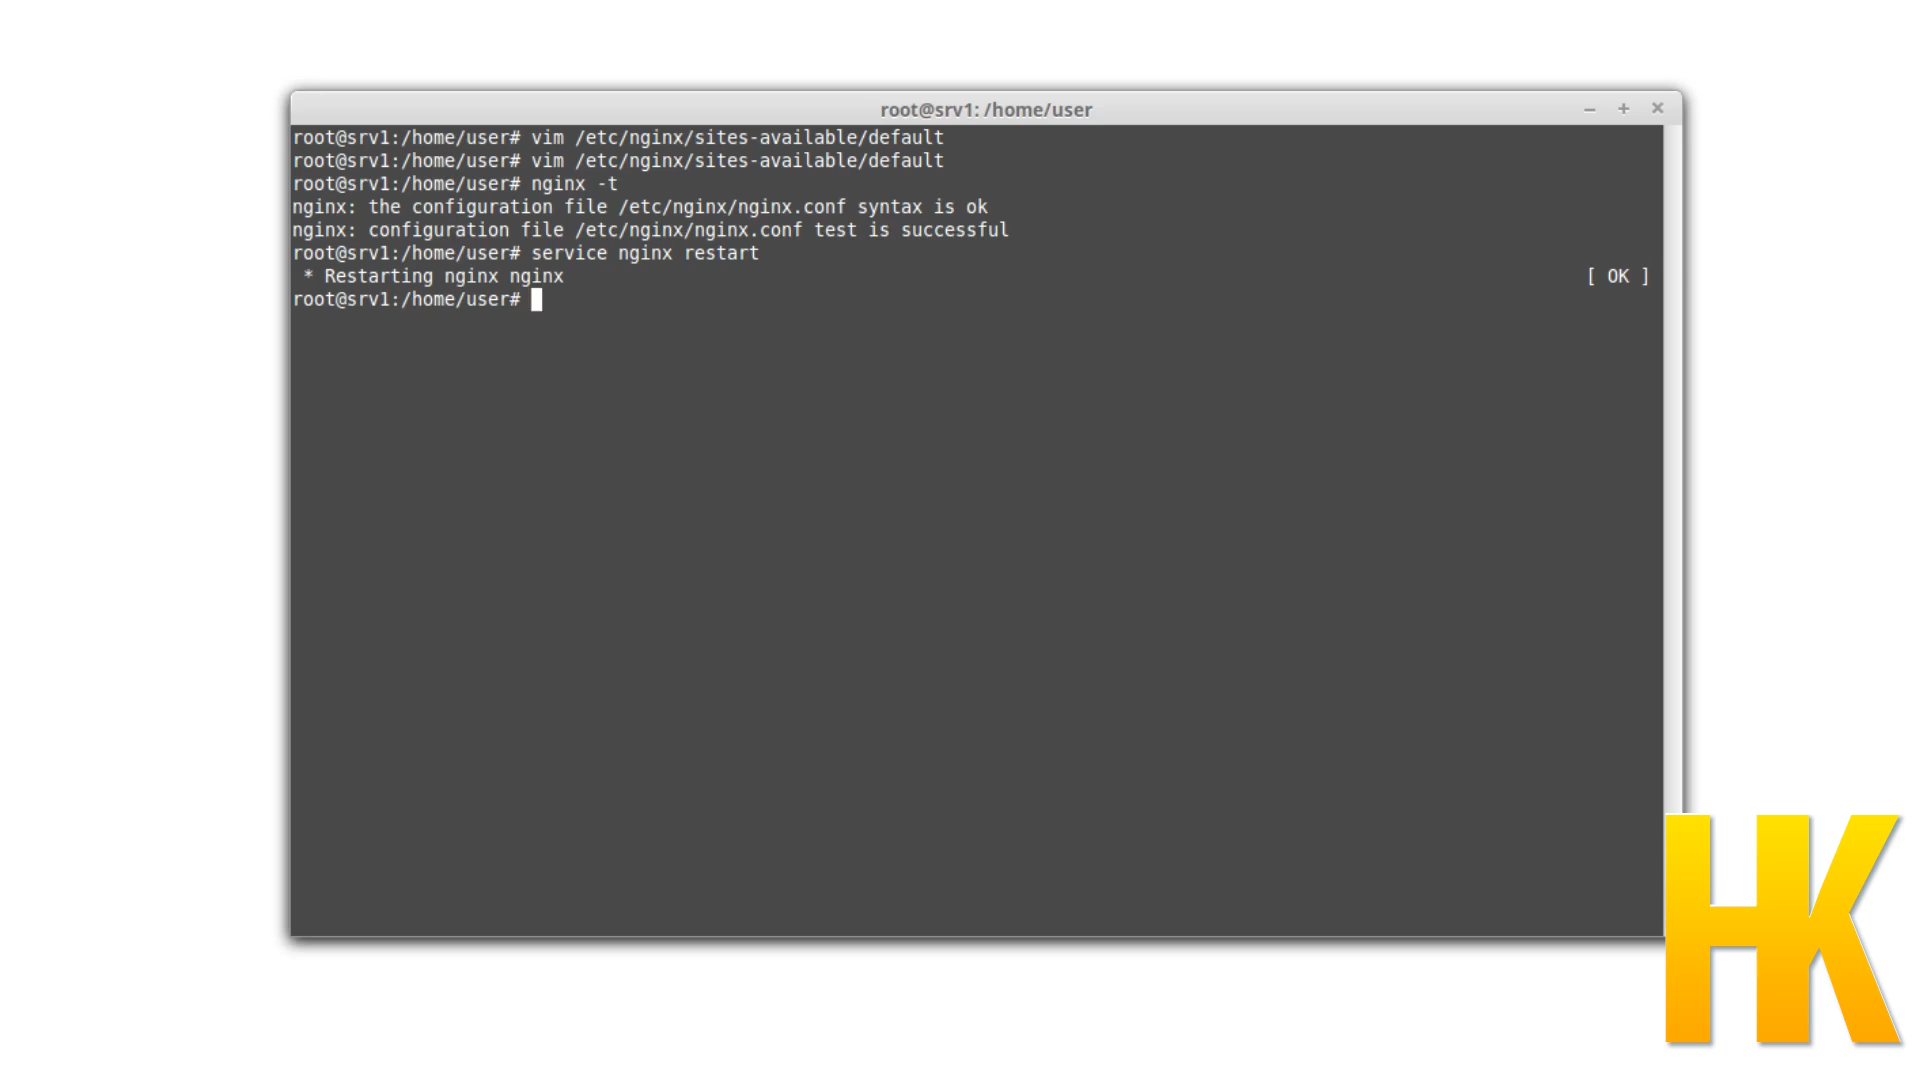 root@srv1: /home/user
– + ×
root@srv1:/home/user# vim /etc/nginx/sites-available/default
root@srv1:/home/user# vim /etc/nginx/sites-available/default
root@srv1:/home/user# nginx -t
nginx: the configuration file /etc/nginx/nginx.conf syntax is ok
nginx: configuration file /etc/nginx/nginx.conf test is successful
root@srv1:/home/user# service nginx restart
 * Restarting nginx nginx [ OK ]
root@srv1:/home/user#
HK